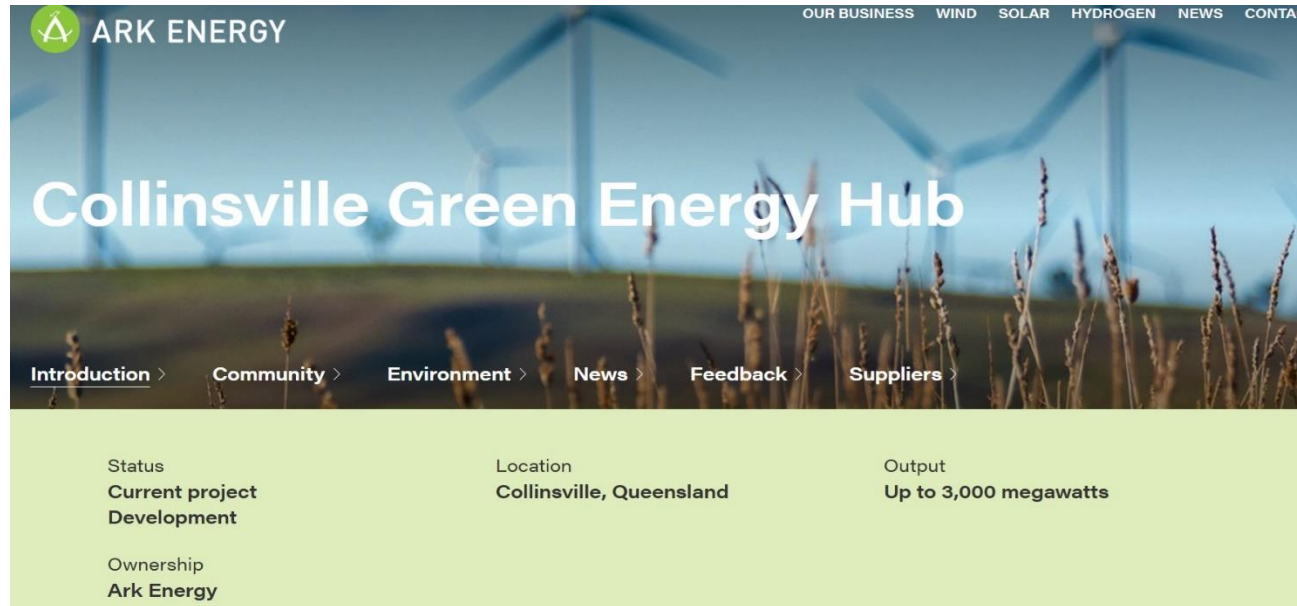 ARK ENERGY
OUR BUSINESS WIND SOLAR HYDROGEN NEWS CONTA
Collinsville Green Energy Hub
Introduction > Community > Environment > News > Feedback > Suppliers >
Status
Current project
Development
Location
Collinsville, Queensland
Output
Up to 3,000 megawatts
Ownership
Ark Energy